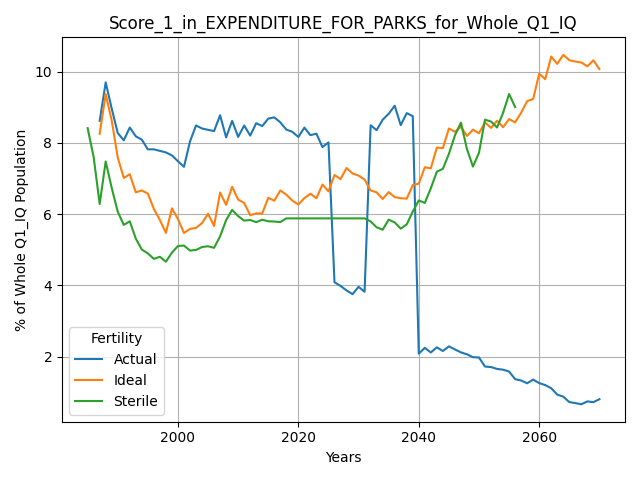 Score_1_in_EXPENDITURE_FOR_PARKS_for_Whole_Q1_IQ
% of Whole Q1_IQ Population
10
8
6
4
2
Fertility
Actual
Ideal
Sterile
2000 2020 2040 2060
Years